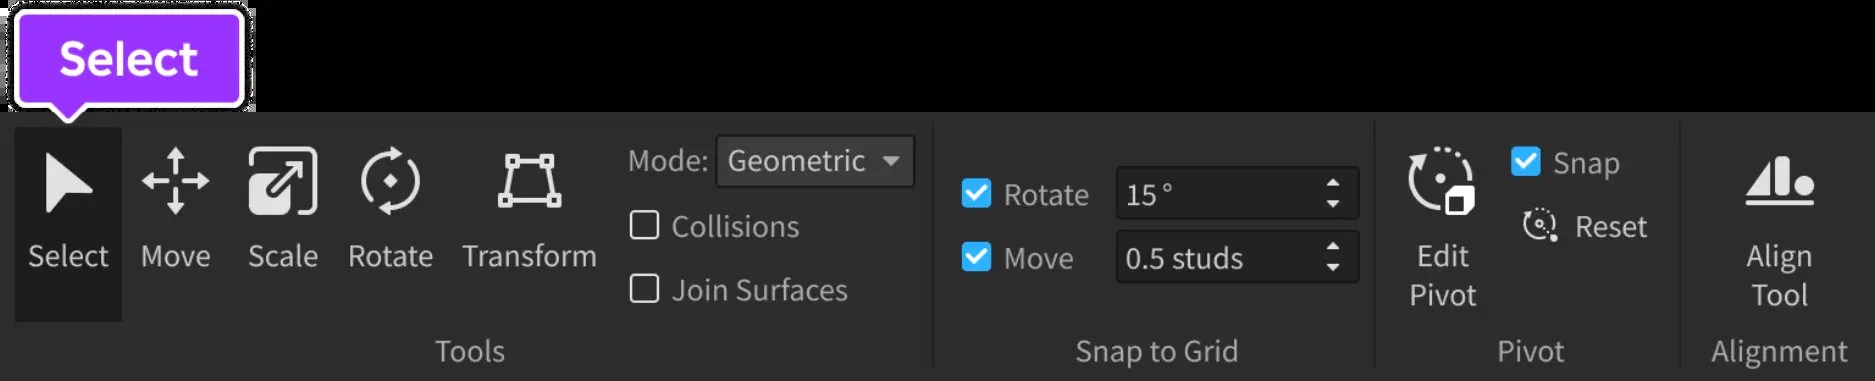 Select
Select
Move
Scale
Rotate
Transform
Mode: Geometric
Collisions
Join Surfaces
Tools
Rotate 15°
Move 0.5 studs
Snap to Grid
Edit
Pivot
Snap
Reset
Pivot
Align
Tool
Alignment